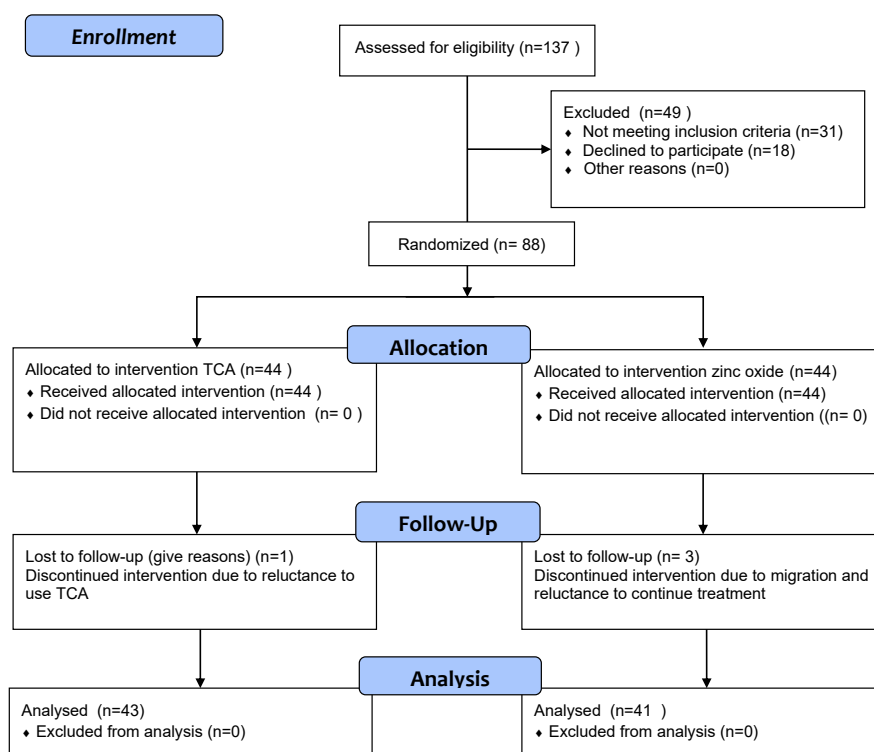 Enrollment
Assessed for eligibility (n=137 )
Excluded (n=49 )
♦ Not meeting inclusion criteria (n=31)
♦ Declined to participate (n=18)
♦ Other reasons (n=0)
Randomized (n= 88)
Allocation
Allocated to intervention TCA (n=44 )
♦ Received allocated intervention (n=44 )
♦ Did not receive allocated intervention (n= 0 )
Allocated to intervention zinc oxide (n=44)
♦ Received allocated intervention (n=44)
♦ Did not receive allocated intervention ((n= 0)
Follow-Up
Lost to follow-up (give reasons) (n=1)
Discontinued intervention due to reluctance to
use TCA
Lost to follow-up (n= 3)
Discontinued intervention due to migration and
reluctance to continue treatment
Analysis
Analysed (n=43)
♦ Excluded from analysis (n=0)
Analysed (n=41 )
♦ Excluded from analysis (n=0)